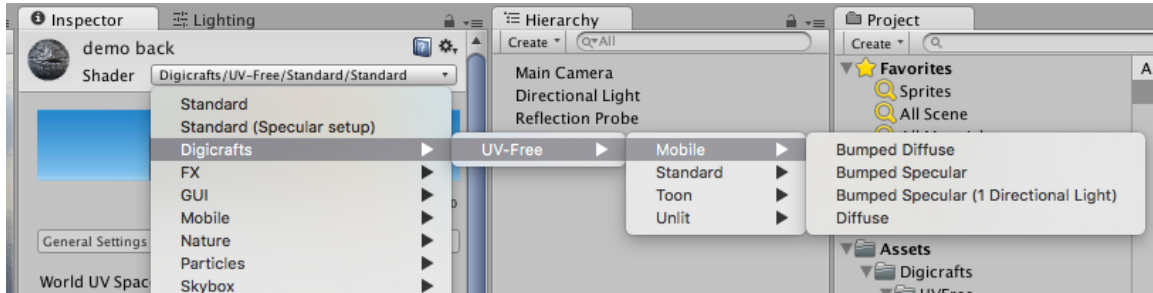 Inspector
Lighting
demo back
Shader
Digicrafts/UV-Free/Standard/Standard
Standard
Standard (Specular setup)
Digicrafts
FX
GUI
Mobile
Nature
Particles
Skybox
General Settings
World UV Spac
UV-Free
Hierarchy
Create
All
Main Camera
Directional Light
Reflection Probe
Mobile
Standard
Toon
Unlit
Bumped Diffuse
Bumped Specular
Bumped Specular (1 Directional Light)
Diffuse
Project
Create
Favorites
Sprites
All Scene
Assets
Digicrafts